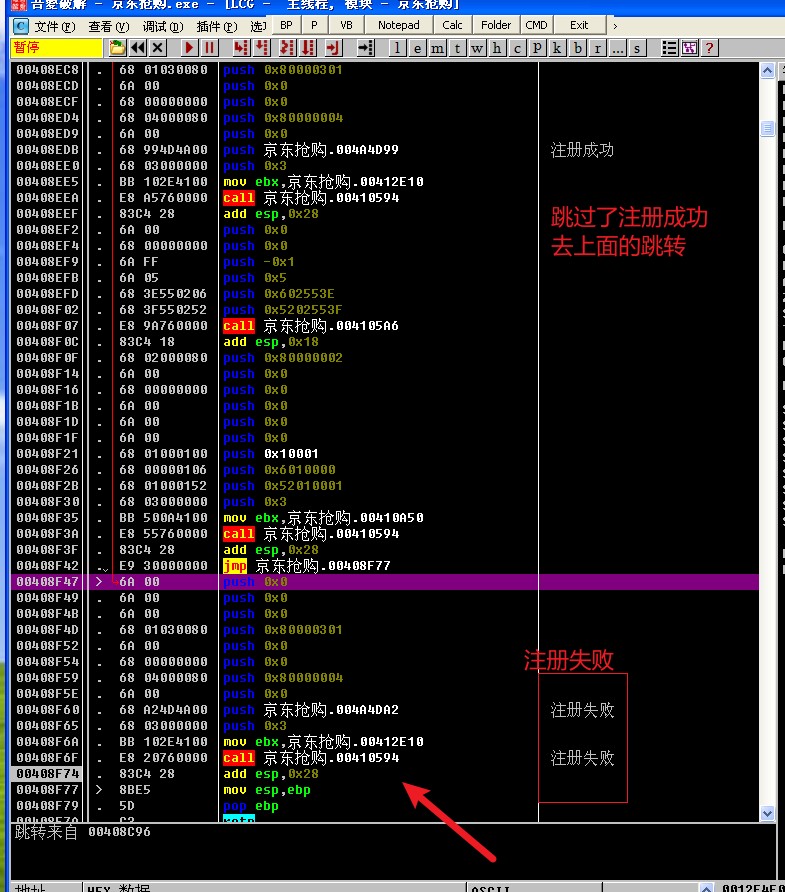 吾爱破解 - 京东抢购.exe - [LCG - 主线程, 模块 - 京东抢购]
C 文件(F) 查看(V) 调试(D) 插件(P) 选 BP P VB Notepad Calc Folder CMD Exit
暂停 l e m t w h c p k b r ... s ?
00408EC8 . 68 01030080 push 0x80000301
00408ECD . 6A 00 push 0x0
00408ECF . 68 00000000 push 0x0
00408ED4 . 68 04000080 push 0x80000004
00408ED9 . 6A 00 push 0x0
00408EDB . 68 994D4A00 push 京东抢购.004A4D99 注册成功
00408EE0 . 68 03000000 push 0x3
00408EE5 . BB 102E4100 mov ebx,京东抢购.00412E10
00408EEA . E8 A5760000 call 京东抢购.00410594
00408EEF . 83C4 28 add esp,0x28
00408EF2 . 6A 00 push 0x0
00408EF4 . 68 00000000 push 0x0
00408EF9 . 6A FF push -0x1
00408EFB . 6A 05 push 0x5
00408EFD . 68 3E550206 push 0x602553E
00408F02 . 68 3F550252 push 0x5202553F
00408F07 . E8 9A760000 call 京东抢购.004105A6
00408F0C . 83C4 18 add esp,0x18
00408F0F . 68 02000080 push 0x80000002
00408F14 . 6A 00 push 0x0
00408F16 . 68 00000000 push 0x0
00408F1B . 6A 00 push 0x0
00408F1D . 6A 00 push 0x0
00408F1F . 6A 00 push 0x0
00408F21 . 68 01000100 push 0x10001
00408F26 . 68 00000106 push 0x6010000
00408F2B . 68 01000152 push 0x52010001
00408F30 . 68 03000000 push 0x3
00408F35 . BB 500A4100 mov ebx,京东抢购.00410A50
00408F3A . E8 55760000 call 京东抢购.00410594
00408F3F . 83C4 28 add esp,0x28
00408F42 . E9 30000000 jmp 京东抢购.00408F77
00408F47 > 6A 00 push 0x0
00408F49 . 6A 00 push 0x0
00408F4B . 6A 00 push 0x0
00408F4D . 68 01030080 push 0x80000301
00408F52 . 6A 00 push 0x0
00408F54 . 68 00000000 push 0x0
00408F59 . 68 04000080 push 0x80000004
00408F5E . 6A 00 push 0x0
00408F60 . 68 A24D4A00 push 京东抢购.004A4DA2 注册失败
00408F65 . 68 03000000 push 0x3
00408F6A . BB 102E4100 mov ebx,京东抢购.00412E10
00408F6F . E8 20760000 call 京东抢购.00410594 注册失败
00408F74 . 83C4 28 add esp,0x28
00408F77 > 8BE5 mov esp,ebp
00408F79 . 5D pop ebp
跳过了注册成功
去上面的跳转
注册失败
跳转来自 00408C96
地址 HEX 数据 ASCII